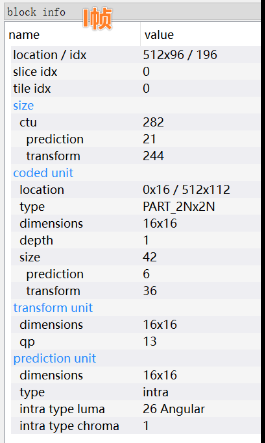 block info
I帧
name value
location / idx 512x96 / 196
slice idx 0
tile idx 0
size
ctu 282
prediction 21
transform 244
coded unit
location 0x16 / 512x112
type PART_2Nx2N
dimensions 16x16
depth 1
size 42
prediction 6
transform 36
transform unit
dimensions 16x16
qp 13
prediction unit
dimensions 16x16
type intra
intra type luma 26 Angular
intra type chroma 1